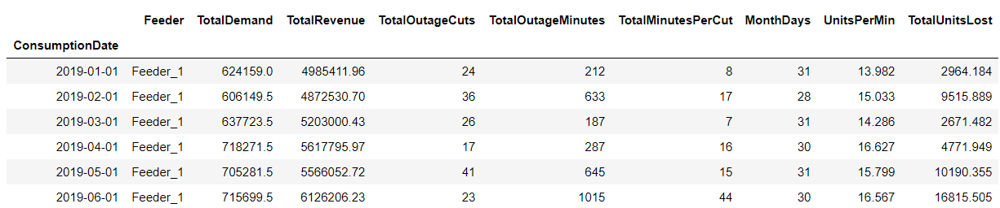 Feeder TotalDemand TotalRevenue TotalOutageCuts TotalOutageMinutes TotalMinutesPerCut MonthDays UnitsPerMin TotalUnitsLost
ConsumptionDate
2019-01-01 Feeder_1 624159.0 4985411.96 24 212 8 31 13.982 2964.184
2019-02-01 Feeder_1 606149.5 4872530.70 36 633 17 28 15.033 9515.889
2019-03-01 Feeder_1 637723.5 5203000.43 26 187 7 31 14.286 2671.482
2019-04-01 Feeder_1 718271.5 5617795.97 17 287 16 30 16.627 4771.949
2019-05-01 Feeder_1 705281.5 5566052.72 41 645 15 31 15.799 10190.355
2019-06-01 Feeder_1 715699.5 6126206.23 23 1015 44 30 16.567 16815.505